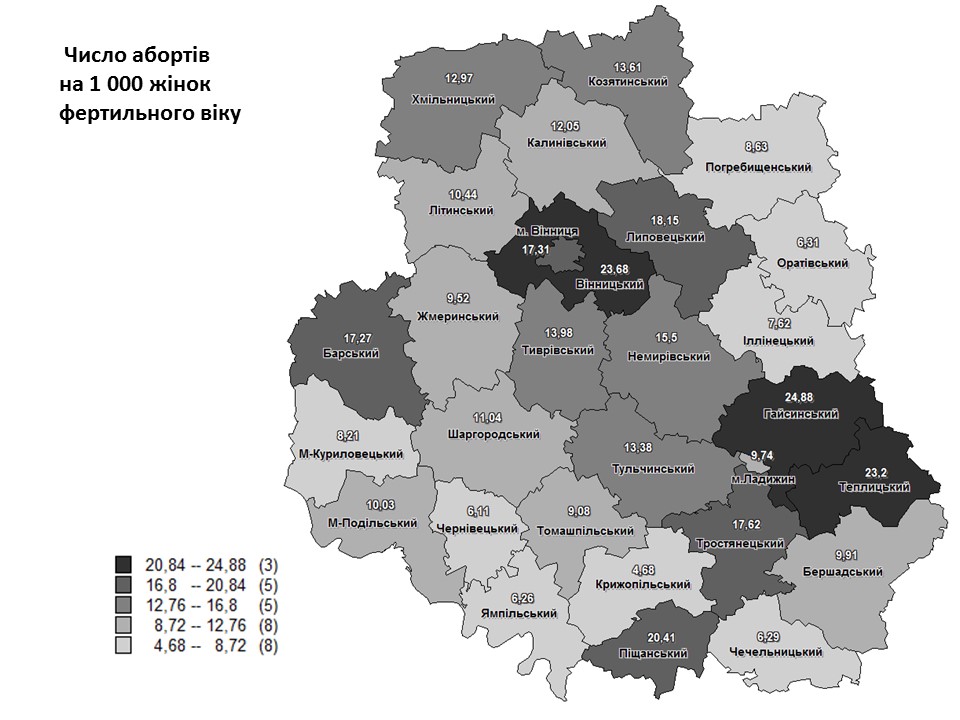 Число абортів
на 1 000 жінок
фертильного віку
12,97
Хмільницький
13,61
Козятинський
12,05
Калинівський
8,63
Погребищенський
10,44
Літинський
18,15
Липовецький
м. Вінниця
17,31
23,68
Вінницький
6,31
Оратівський
9,52
Жмеринський
17,27
Барський
13,98
Тиврівський
15,5
Немирівський
7,62
Іллінецький
24,88
Гайсинський
11,04
Шаргородський
8,21
М-Куриловецький
13,38
Тульчинський
9,74
м.Ладижин
23,2
Теплицький
10,03
М-Подільський
6,11
Чернівецький
9,08
Томашпільський
17,62
Тростянецький
9,91
Бершадський
4,68
Крижопільський
6,26
Ямпільський
20,41
Піщанський
6,29
Чечельницький
20,84 -- 24,88 (3)
16,8 -- 20,84 (5)
12,76 -- 16,8 (5)
8,72 -- 12,76 (8)
4,68 -- 8,72 (8)